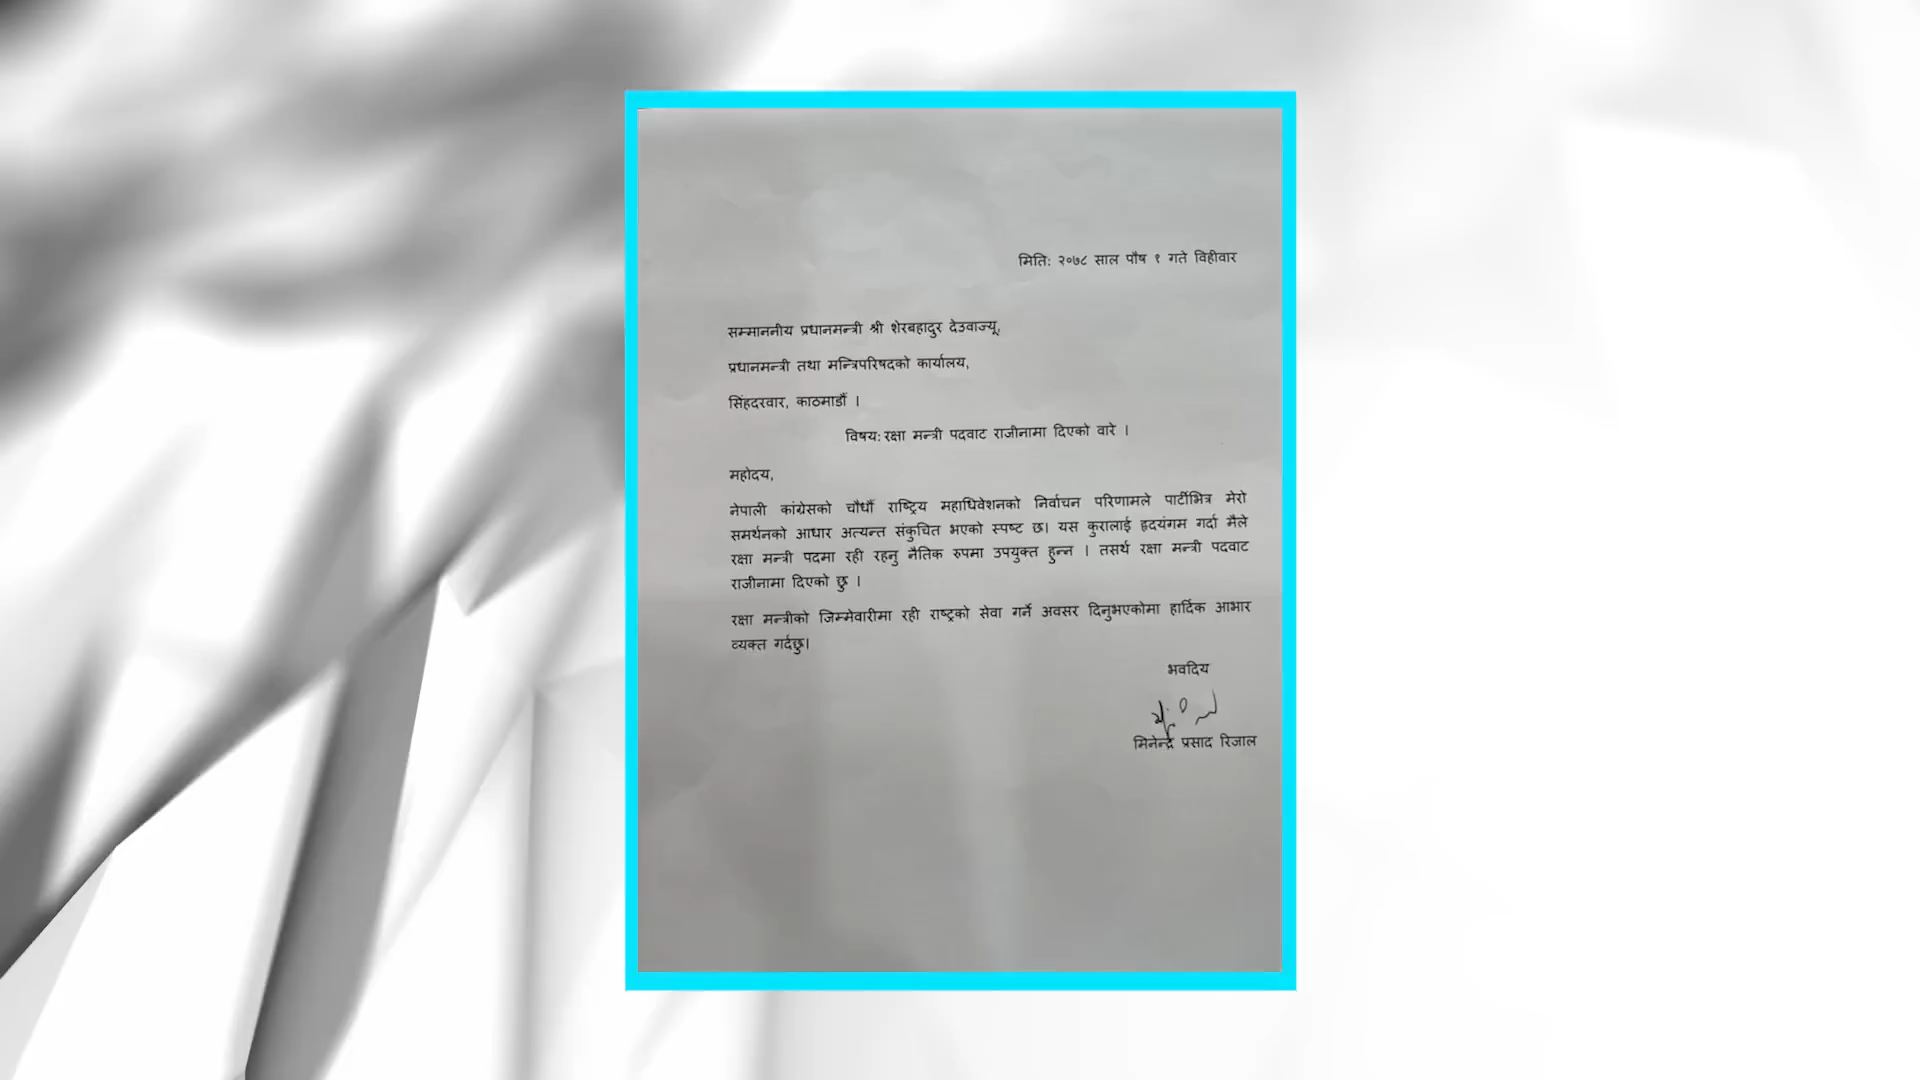 मिति: २०७८ साल पौष १ गते विहीवार
सम्माननीय प्रधानमन्त्री श्री शेरबहादुर देउवाज्यू,
प्रधानमन्त्री तथा मन्त्रिपरिषदको कार्यालय,
सिंहदरवार, काठमाडौं ।
विषय: रक्षा मन्त्री पदवाट राजीनामा दिएको वारे ।
महोदय,
नेपाली कांग्रेसको चौधौं राष्ट्रिय महाधिवेशनको निर्वाचन परिणामले पार्टीभित्र मेरो
समर्थनको आधार अत्यन्त संकुचित भएको स्पष्ट छ। यस कुरालाई हृदयंगम गर्दा मैले
रक्षा मन्त्री पदमा रही रहनु नैतिक रुपमा उपयुक्त हुन्न । तसर्थ रक्षा मन्त्री पदवाट
राजीनामा दिएको छु ।
रक्षा मन्त्रीको जिम्मेवारीमा रही राष्ट्रको सेवा गर्ने अवसर दिनुभएकोमा हार्दिक आभार
व्यक्त गर्दछु।
भवदिय
मिनेन्द्र प्रसाद रिजाल